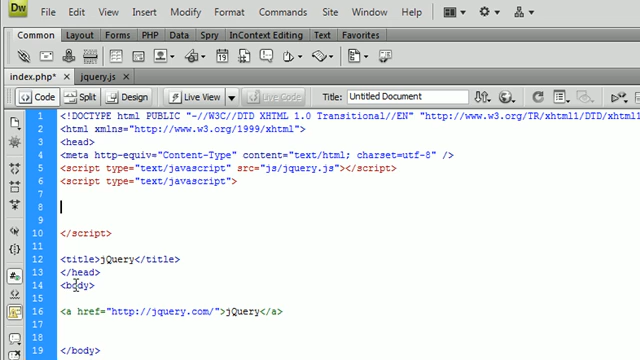 Dw
File Edit View Insert Modify Format Commands Site Window Help
Common Layout Forms PHP Data Spry InContext Editing Text Favorites
index.php* × jquery.js ×
Code Split Design Live View Live Code Title: Untitled Document
1 <!DOCTYPE html PUBLIC "-//W3C//DTD XHTML 1.0 Transitional//EN" "http://www.w3.org/TR/xhtml1/DTD/xhtml1
2 <html xmlns="http://www.w3.org/1999/xhtml">
3 <head>
4 <meta http-equiv="Content-Type" content="text/html; charset=utf-8" />
5 <script type="text/javascript" src="js/jquery.js"></script>
6 <script type="text/javascript">
7
8
9
10 </script>
11
12 <title>jQuery</title>
13 </head>
14 <body>
15
16 <a href="http://jquery.com/">jQuery</a>
17
18
19 </body>